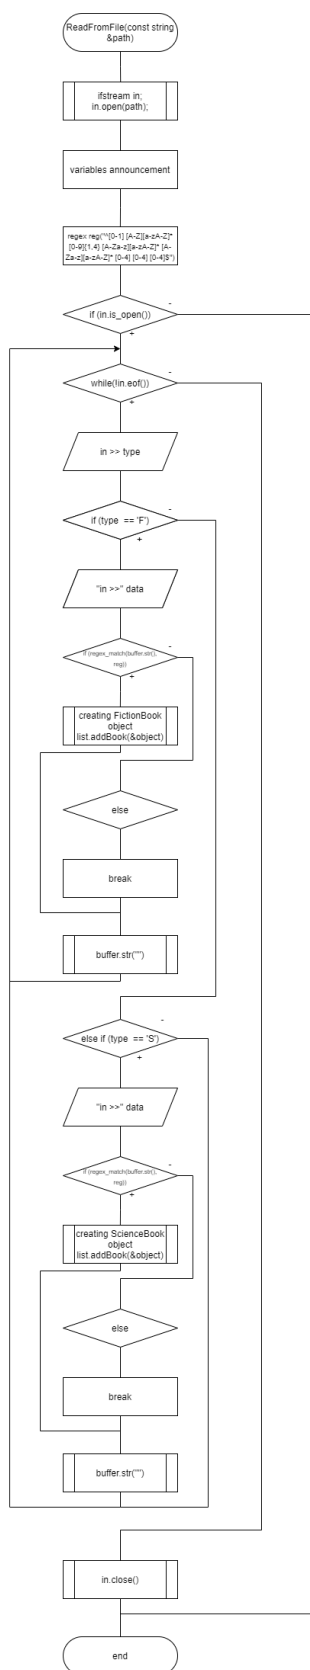 ReadFromFile(const string
&path)
ifstream in;
in.open(path);
variables announcement
regex reg("^[0-1] [A-Z][a-zA-Z]*
[0-9]{1,4} [A-Za-z][a-zA-Z]* [A-
Za-z][a-zA-Z]* [0-4] [0-4] [0-4]$")
-
if (in.is_open())
+
-
while(!in.eof())
+
in >> type
-
if (type == 'F')
+
"in >>" data
-
if (regex_match(buffer.str(),
reg))
+
creating FictionBook
object
list.addBook(&object)
else
break
buffer.str("")
-
else if (type == 'S')
+
"in >>" data
-
if (regex_match(buffer.str(),
reg))
+
creating ScienceBook
object
list.addBook(&object)
else
break
buffer.str("")
in.close()
end